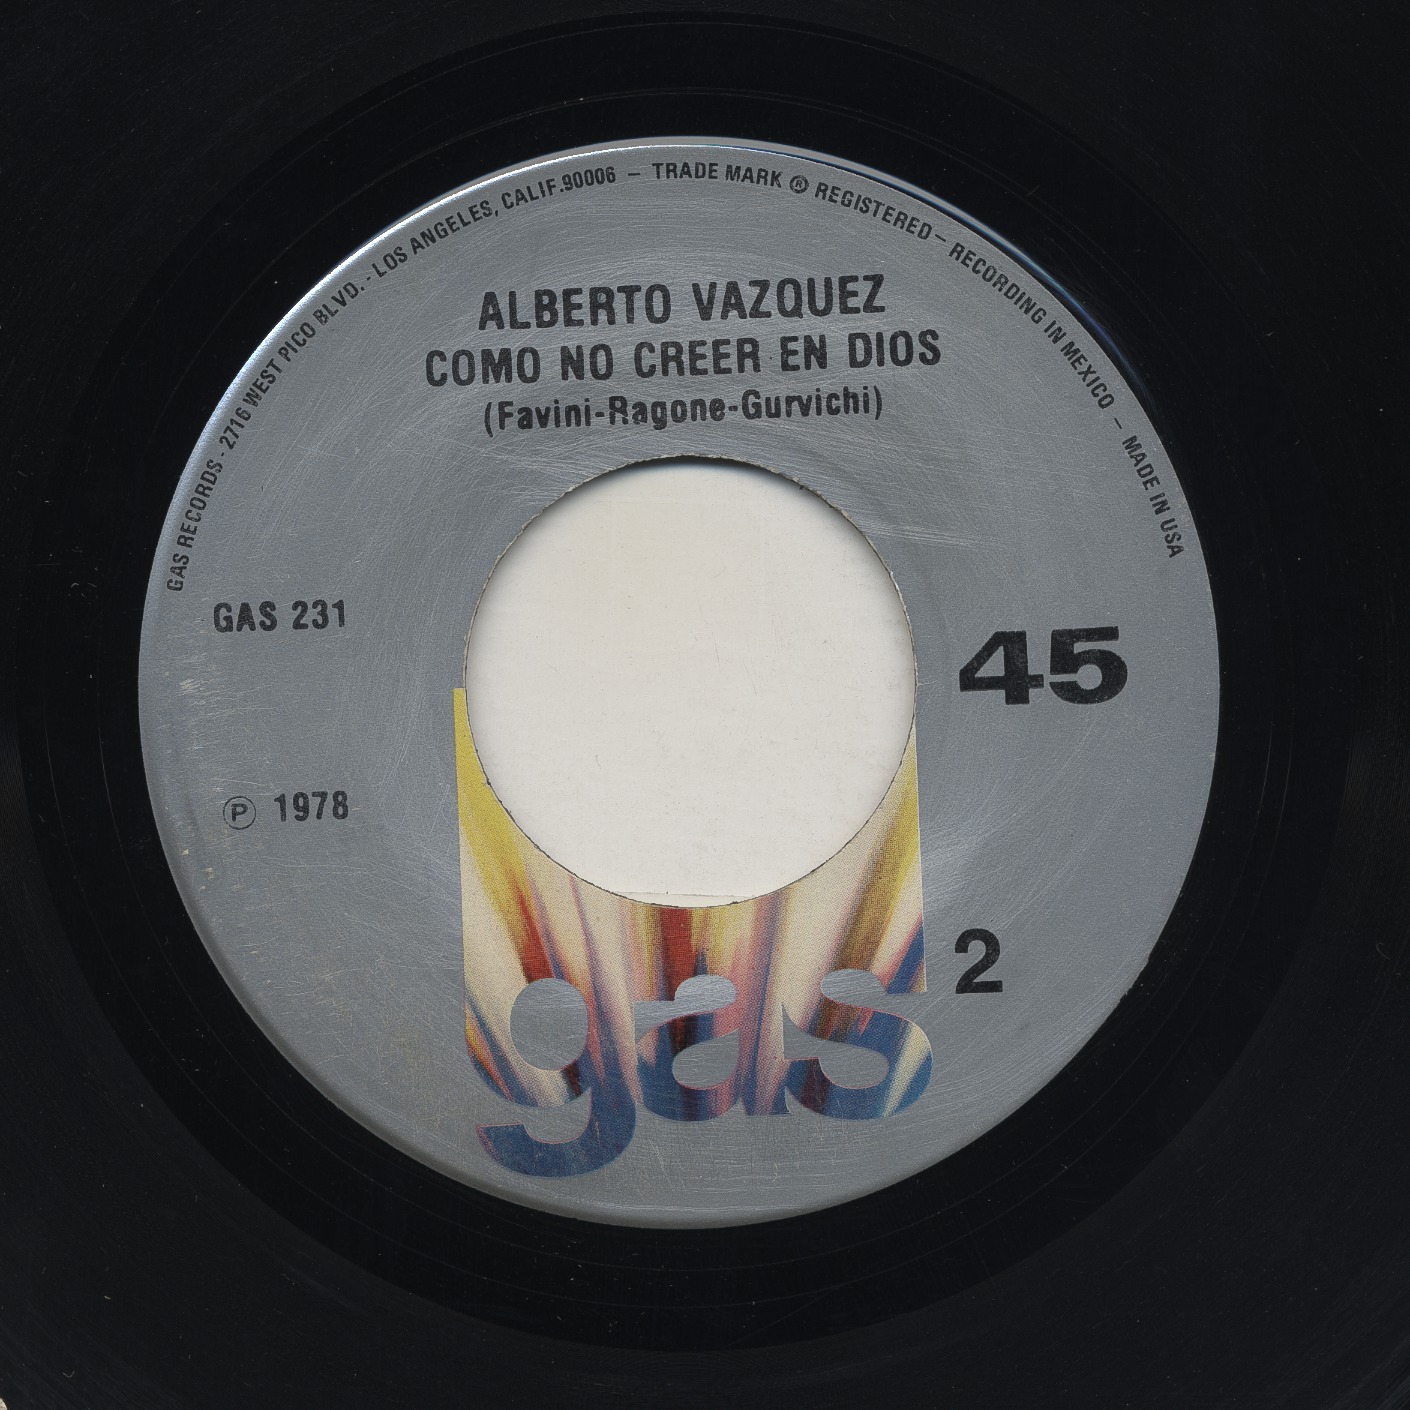 GAS RECORDS - 2716 WEST PICO BLVD. - LOS ANGELES, CALIF.90006 – TRADE MARK ® REGISTERED – RECORDING IN MEXICO – MADE IN USA
ALBERTO VAZQUEZ
COMO NO CREER EN DIOS
(Favini-Ragone-Gurvichi)
GAS 231
45
℗ 1978
2
gas